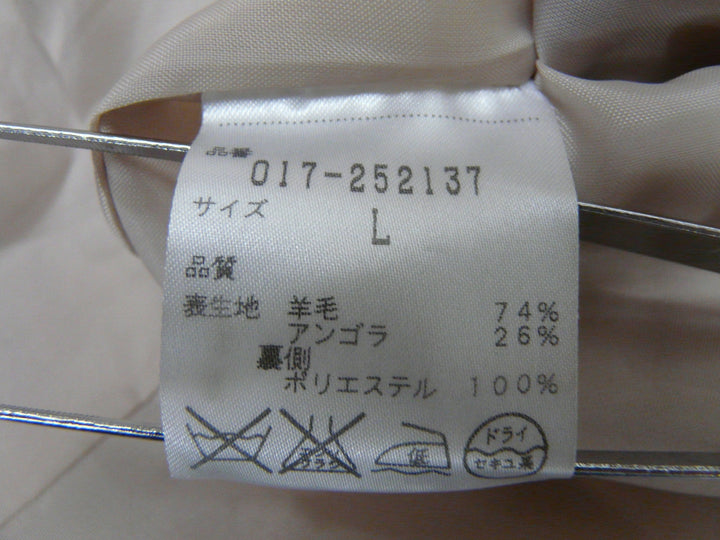 品番
017-252137
サイズ
L
品質
表生地 羊毛 74%
アンゴラ 26%
裏側
ポリエステル 100%
低
ドライ
セキユ系